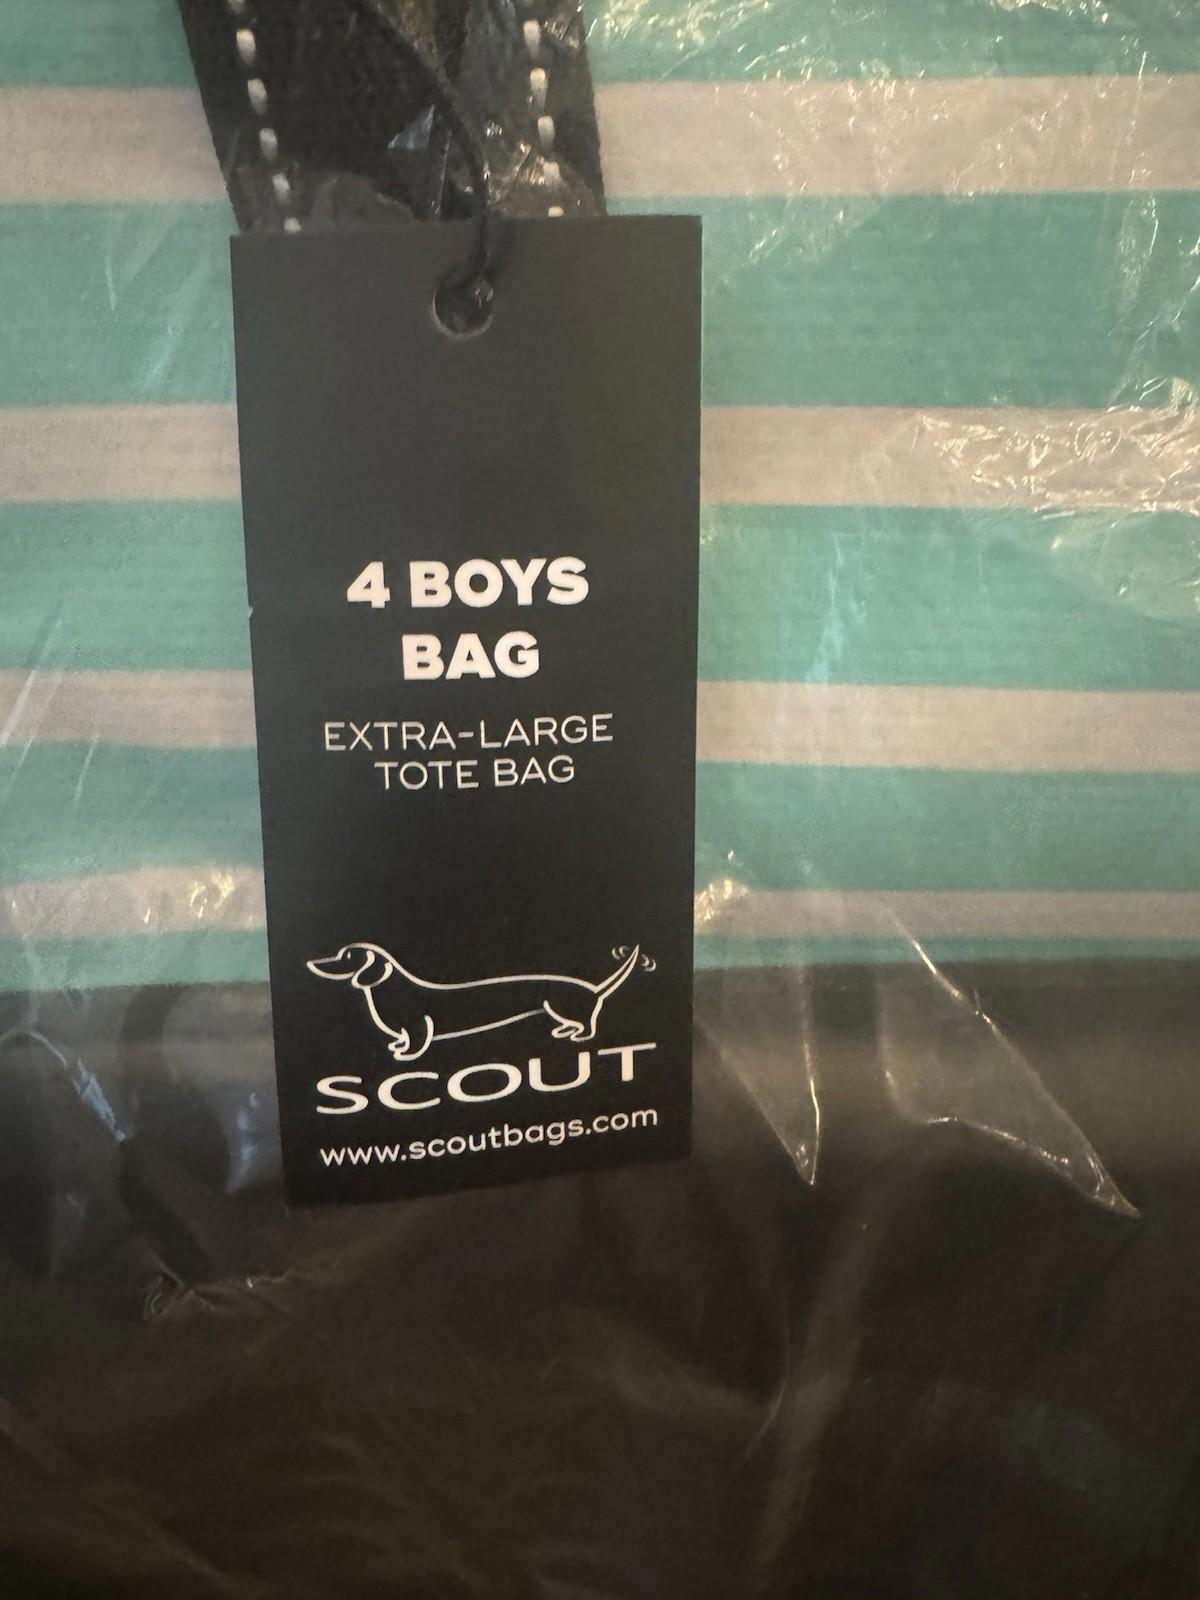 4 BOYS
BAG
EXTRA-LARGE
TOTE BAG
SCOUT
www.scoutbags.com